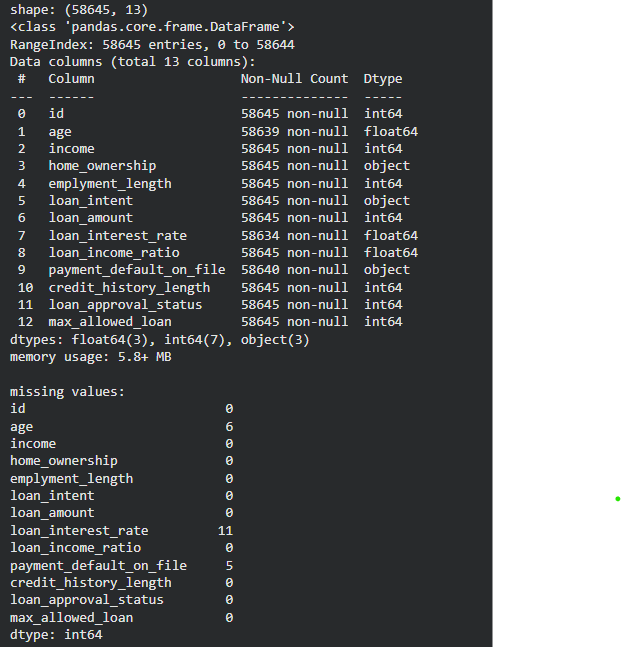 shape: (58645, 13)
<class 'pandas.core.frame.DataFrame'>
RangeIndex: 58645 entries, 0 to 58644
Data columns (total 13 columns):
 #   Column                   Non-Null Count  Dtype
---  ------                   --------------  -----
 0   id                       58645 non-null  int64
 1   age                      58639 non-null  float64
 2   income                   58645 non-null  int64
 3   home_ownership           58645 non-null  object
 4   emplyment_length         58645 non-null  int64
 5   loan_intent              58645 non-null  object
 6   loan_amount              58645 non-null  int64
 7   loan_interest_rate       58634 non-null  float64
 8   loan_income_ratio        58645 non-null  float64
 9   payment_default_on_file  58640 non-null  object
 10  credit_history_length    58645 non-null  int64
 11  loan_approval_status     58645 non-null  int64
 12  max_allowed_loan         58645 non-null  int64
dtypes: float64(3), int64(7), object(3)
memory usage: 5.8+ MB

missing values:
id                          0
age                         6
income                      0
home_ownership              0
emplyment_length            0
loan_intent                 0
loan_amount                 0
loan_interest_rate         11
loan_income_ratio           0
payment_default_on_file     5
credit_history_length       0
loan_approval_status        0
max_allowed_loan            0
dtype: int64